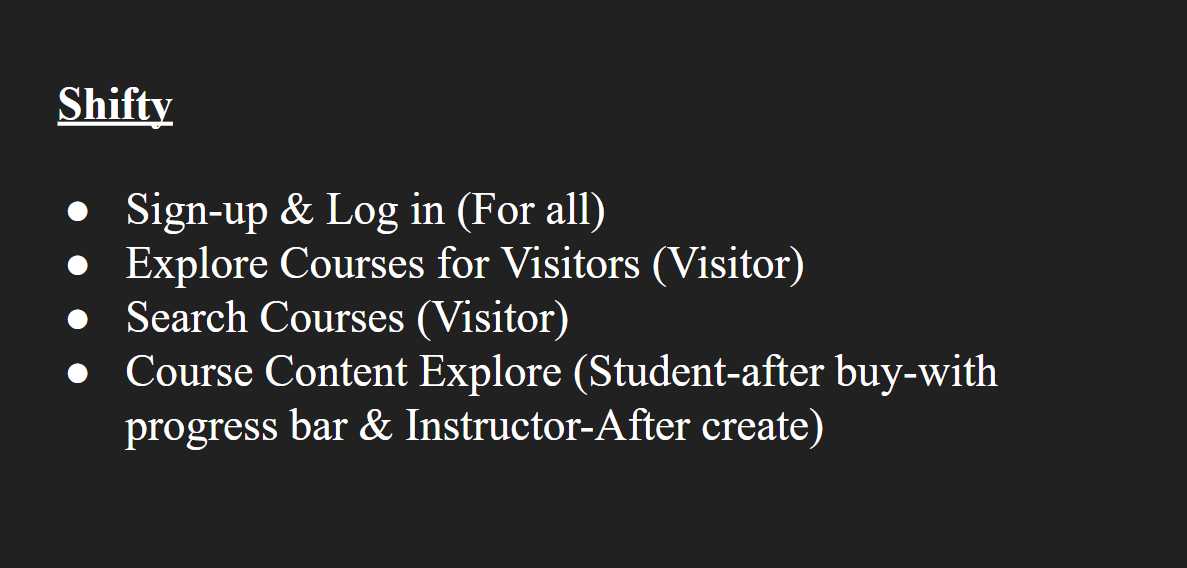 Shifty
● Sign-up & Log in (For all)
● Explore Courses for Visitors (Visitor)
● Search Courses (Visitor)
● Course Content Explore (Student-after buy-with
progress bar & Instructor-After create)